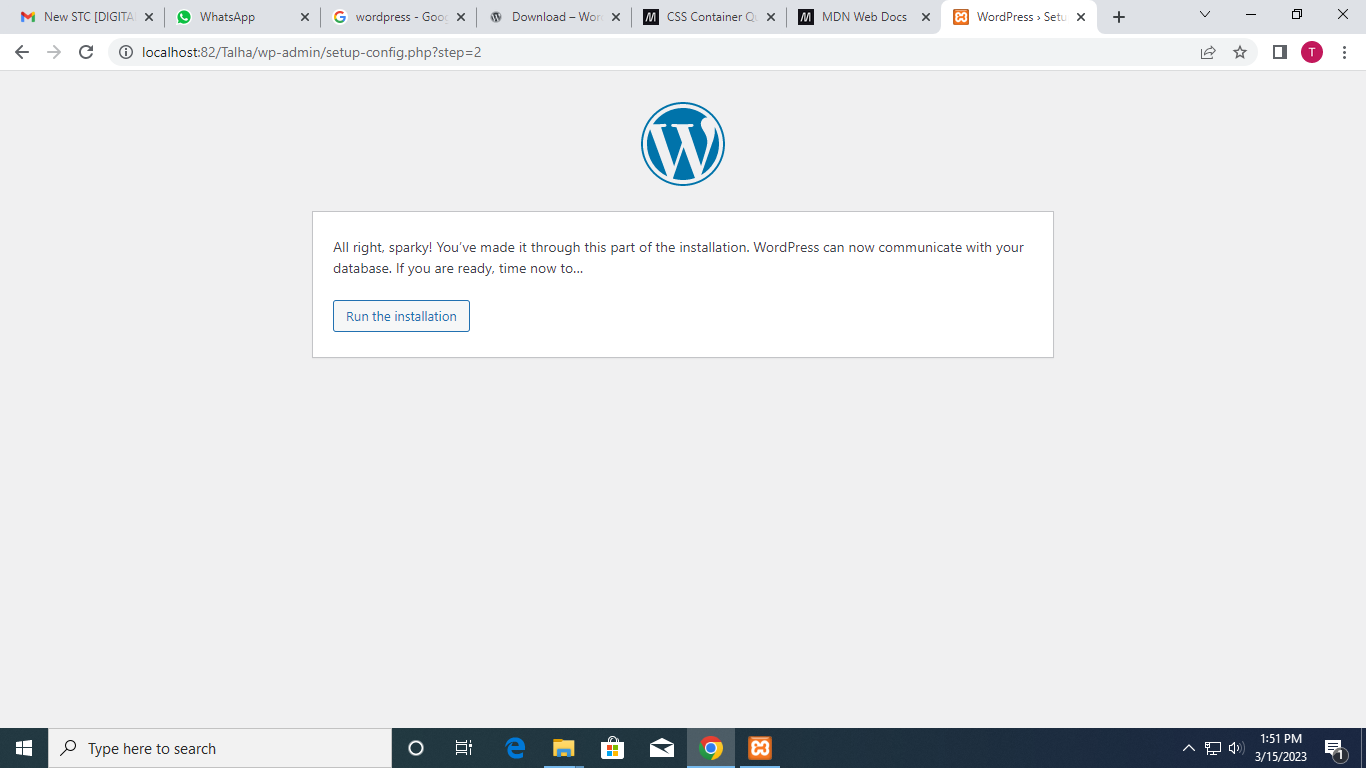 New STC [DIGITA
WhatsApp
wordpress - Goog
Download – Wor
CSS Container Qu
MDN Web Docs
WordPress › Setu
localhost:82/Talha/wp-admin/setup-config.php?step=2
T
All right, sparky! You’ve made it through this part of the installation. WordPress can now communicate with your
database. If you are ready, time now to…
Run the installation
Type here to search
1:51 PM
3/15/2023
1